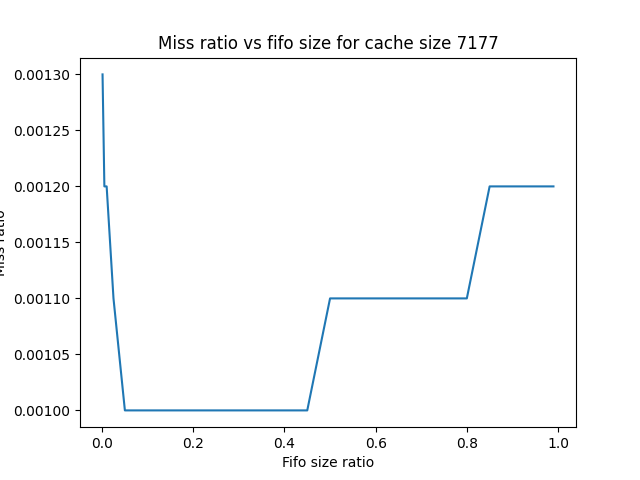 Miss ratio vs fifo size for cache size 7177
0.00130
0.00125
0.00120
0.00115
0.00110
0.00105
0.00100
Miss ratio
0.0 0.2 0.4 0.6 0.8 1.0
Fifo size ratio